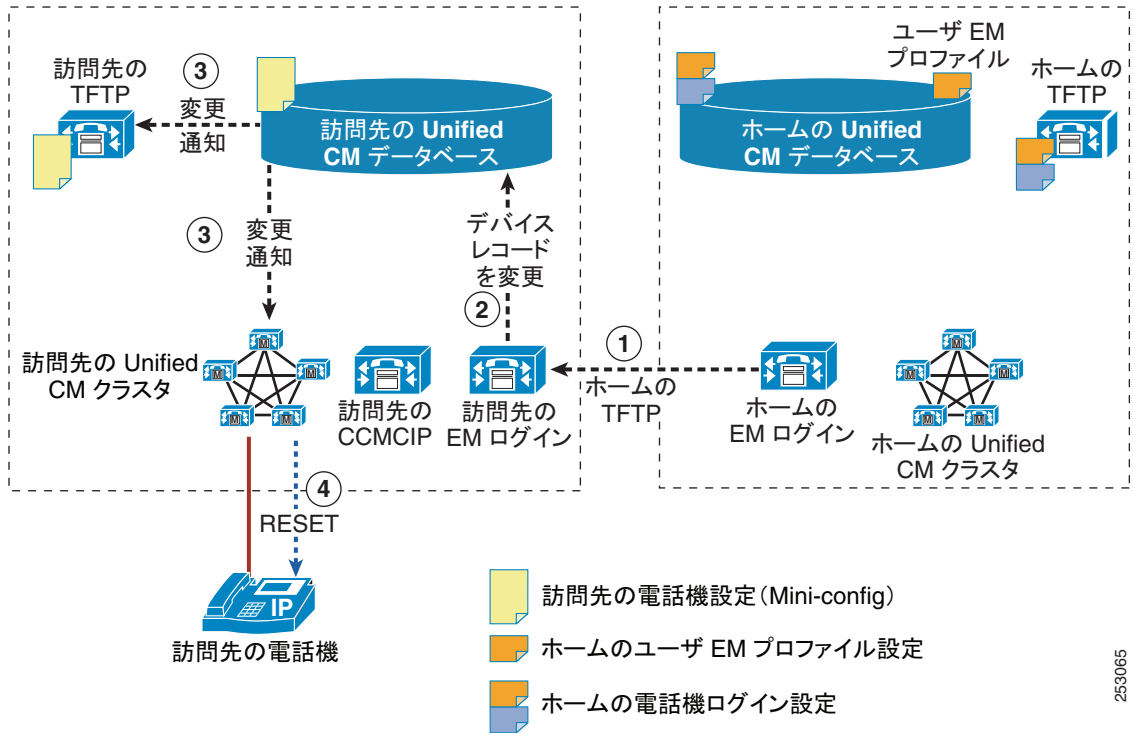 訪問先の
TFTP
3
変更
通知
訪問先の Unified
CM データベース
ホームの Unified
CM データベース
ユーザ EM
プロファイル
ホームの
TFTP
3
変更
通知
デバイス
レコード
を変更
2
訪問先の Unified
CM クラスタ
M
M
M
M
M
訪問先の
CCMCIP
訪問先の
EM ログイン
1
ホームの
TFTP
ホームの
EM ログイン
M
M
M
M
M
ホームの Unified
CM クラスタ
4
RESET
IP
訪問先の電話機
訪問先の電話機設定（Mini-config）
ホームのユーザ EM プロファイル設定
ホームの電話機ログイン設定
253065